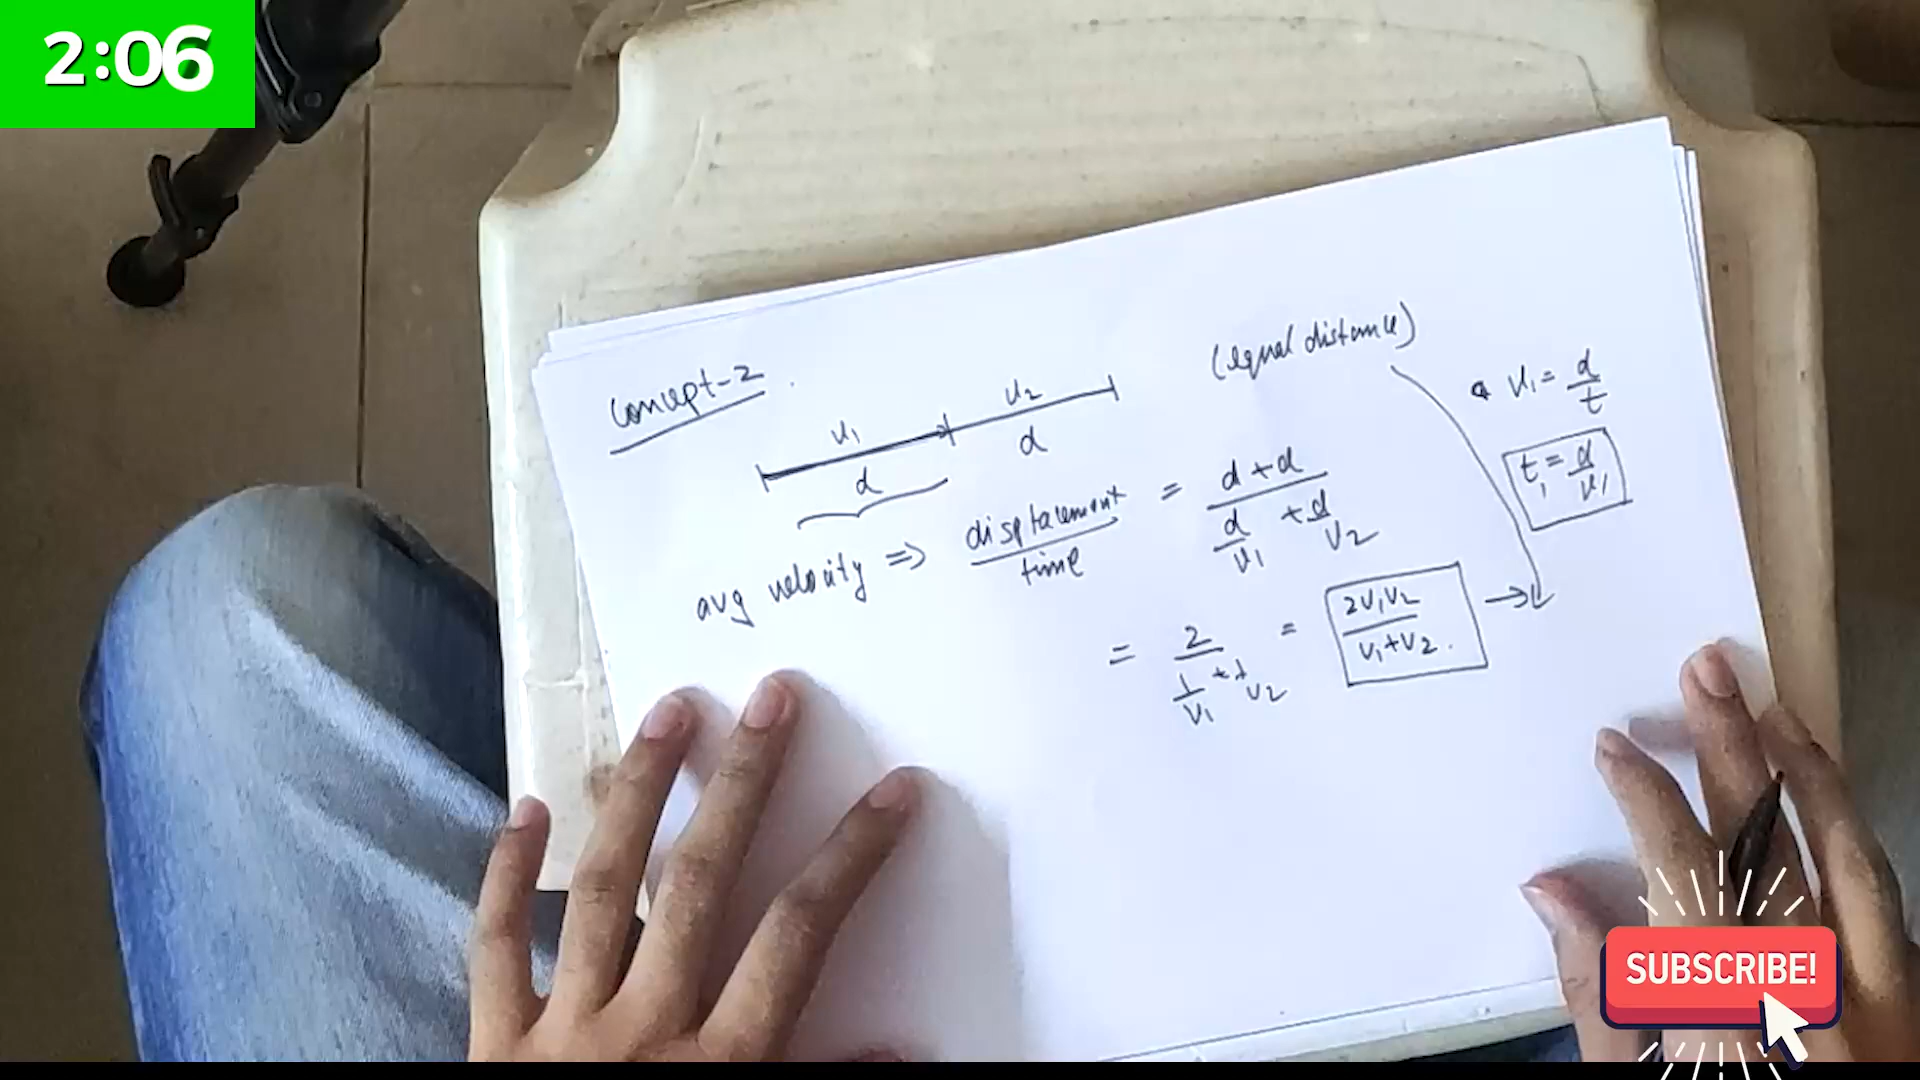 2:06
Concept-2
(equal distance)
v₁ v₂
d d
v₁ = d/t
t₁ = d/v₁
avg velocity ⇒ displacement/time = d+d / d/v₁ + d/v₂
= 2 / 1/v₁ + 1/v₂ = 2v₁v₂ / v₁+v₂ →
SUBSCRIBE!